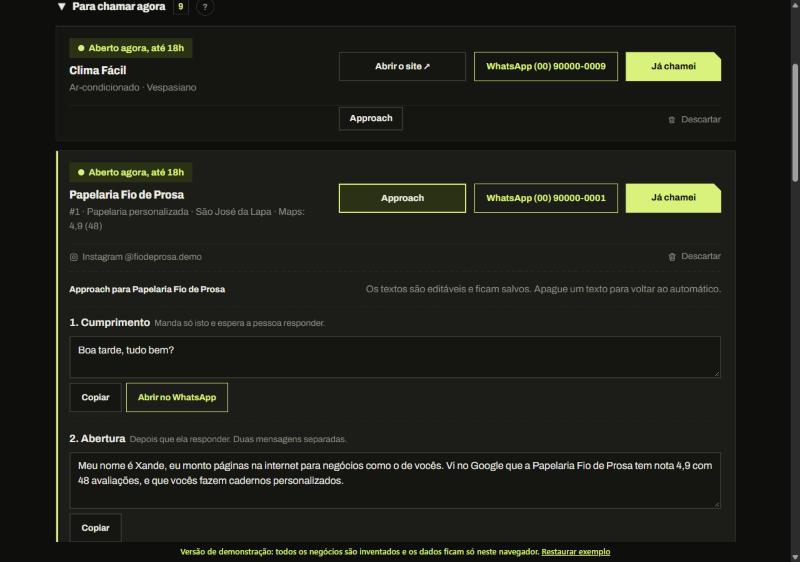 ▼ Para chamar agora 9 ?
Aberto agora, até 18h
Clima Fácil
Ar-condicionado · Vespasiano
Abrir o site ↗
WhatsApp (00) 90000-0009
Já chamei
Approach
Descartar
Aberto agora, até 18h
Papelaria Fio de Prosa
#1 · Papelaria personalizada · São José da Lapa · Maps:
4,9 (48)
Approach
WhatsApp (00) 90000-0001
Já chamei
Instagram @fiodeprosa.demo
Descartar
Approach para Papelaria Fio de Prosa
Os textos são editáveis e ficam salvos. Apague um texto para voltar ao automático.
1. Cumprimento Manda só isto e espera a pessoa responder.
Boa tarde, tudo bem?
Copiar
Abrir no WhatsApp
2. Abertura Depois que ela responder. Duas mensagens separadas.
Meu nome é Xande, eu monto páginas na internet para negócios como o de vocês. Vi no Google que a Papelaria Fio de Prosa tem nota 4,9 com
48 avaliações, e que vocês fazem cadernos personalizados.
Copiar
Versão de demonstração: todos os negócios são inventados e os dados ficam só neste navegador. Restaurar exemplo